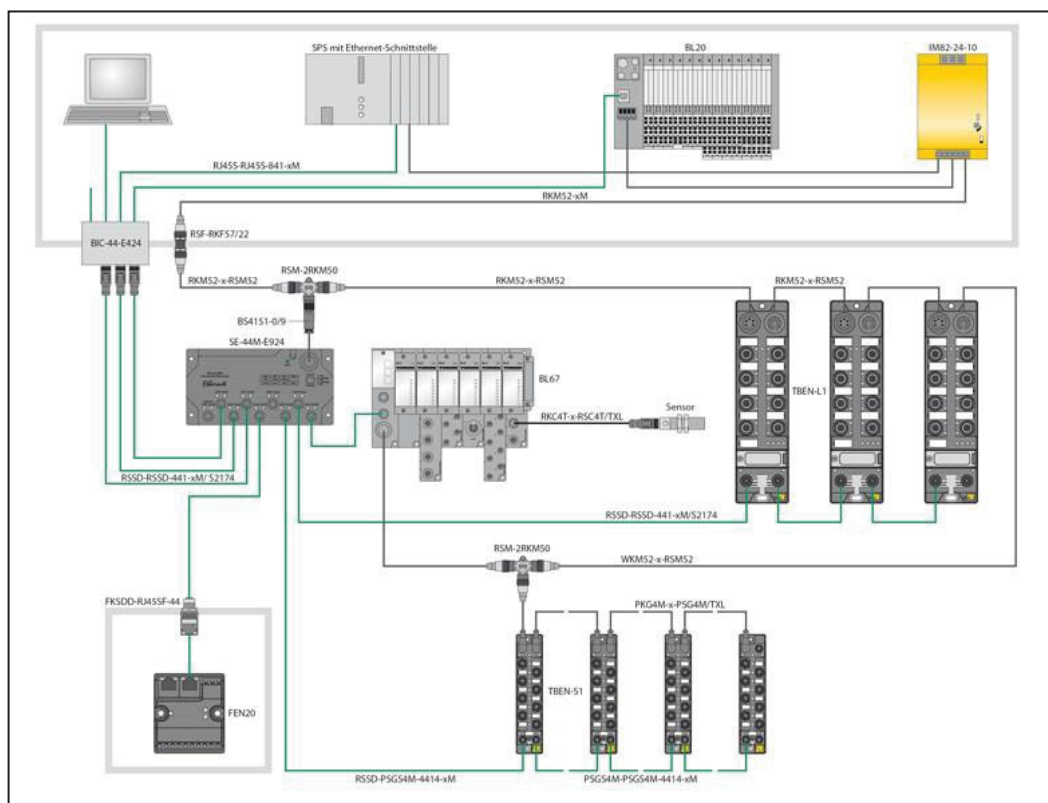 SPS mit Ethernet-Schnittstelle
BL20
IM82-24-10
RJ45S-RJ45S-841-xM
RKM52-xM
BIC-44-E424
RSF-RKF57/22
RKM52-x-RSM52
RSM-2RKM50
RKM52-x-RSM52
RKM52-x-RSM52
BS4151-0/9
SE-44M-E924
BL67
TBEN-L1
RKC4T-x-RSC4T/TXL
Sensor
RSSD-RSSD-441-xM/S2174
RSSD-RSSD-441-xM/S2174
RSM-2RKM50
WKM52-x-RSM52
FKSDD-RJ45SF-44
PKG4M-x-PSG4M/TXL
TBEN-S1
FEN20
RSSD-PSGS4M-4414-xM
PSGS4M-PSGS4M-4414-xM